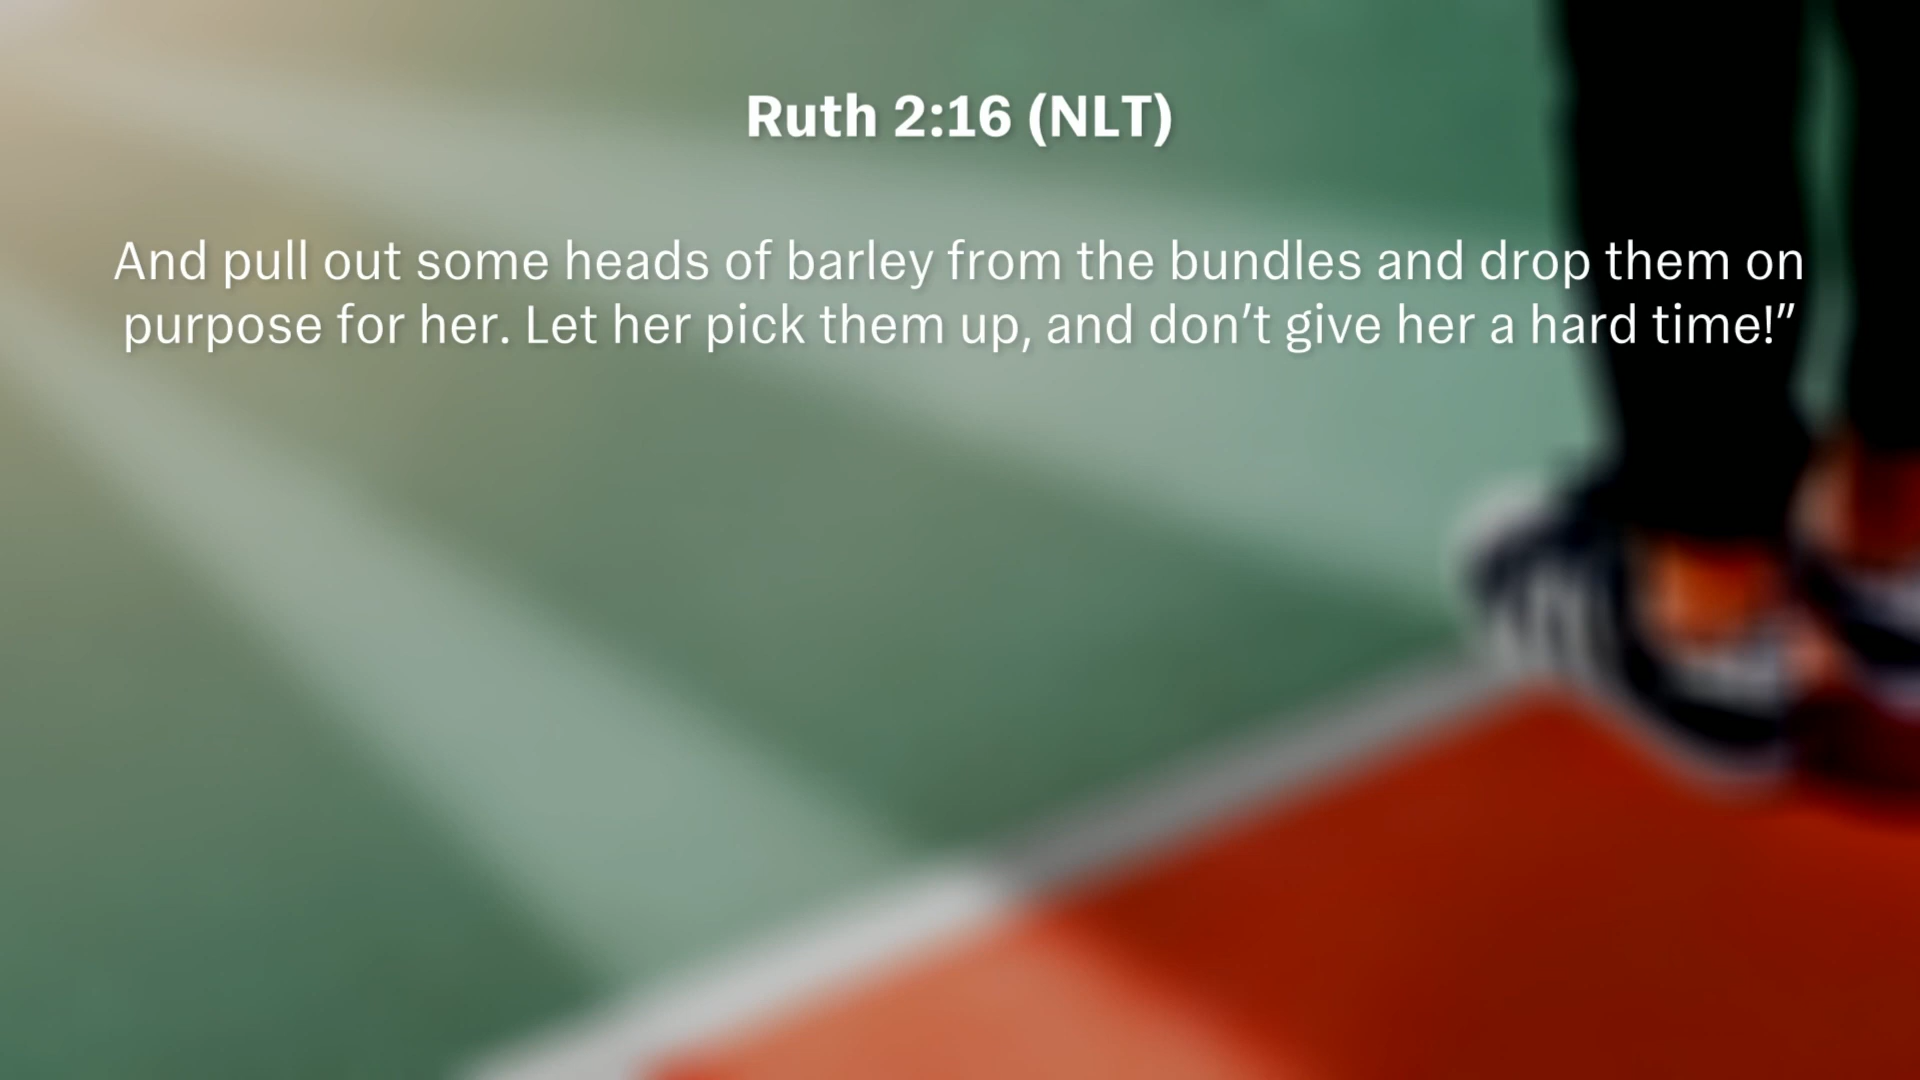 Ruth 2:16 (NLT)
And pull out some heads of barley from the bundles and drop them on
purpose for her. Let her pick them up, and don’t give her a hard time!”